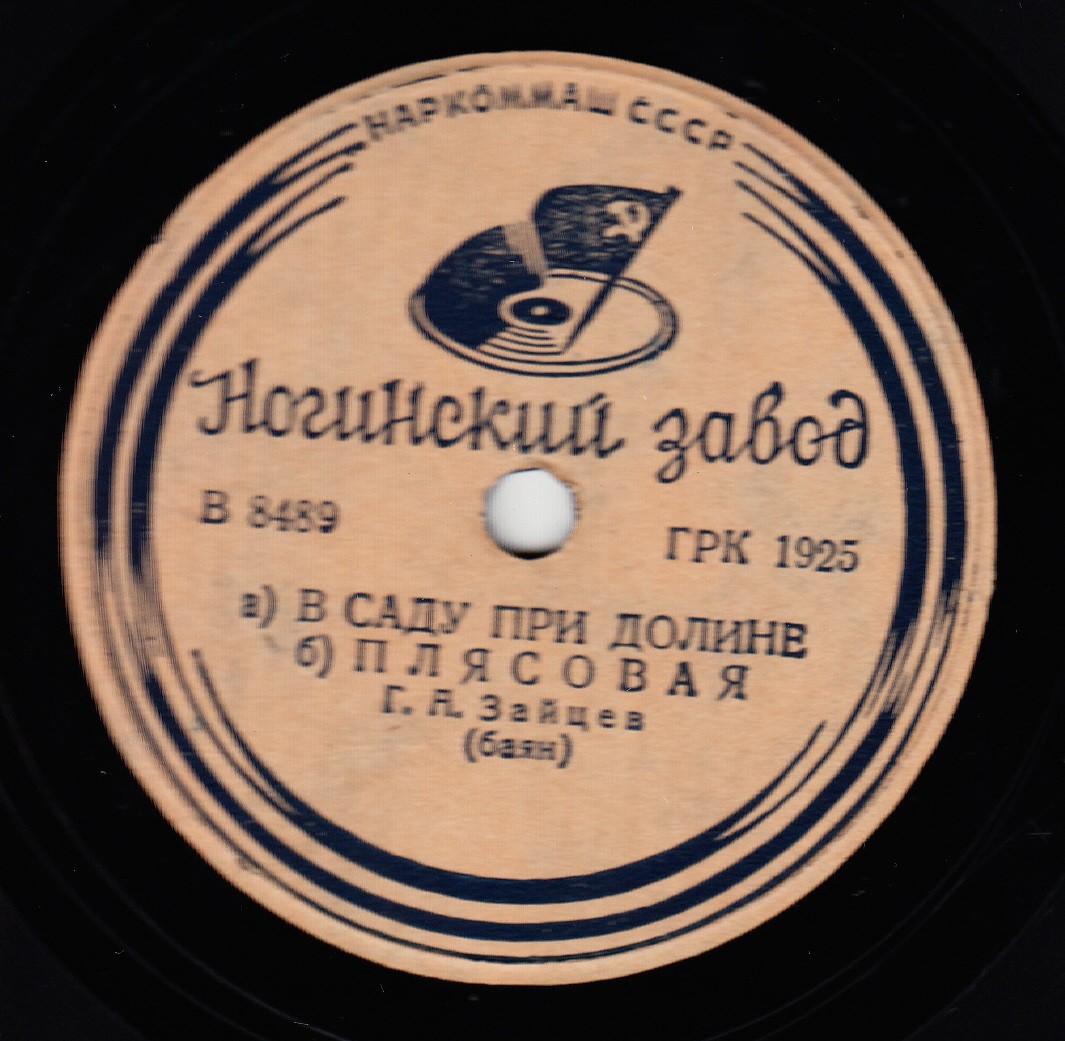 НАРКОММАШ СССР
Ногинский завод
В 8489
ГРК 1925
а) В САДУ ПРИ ДОЛИНЕ
б) ПЛЯСОВАЯ
Г. А. Зайцев
(баян)